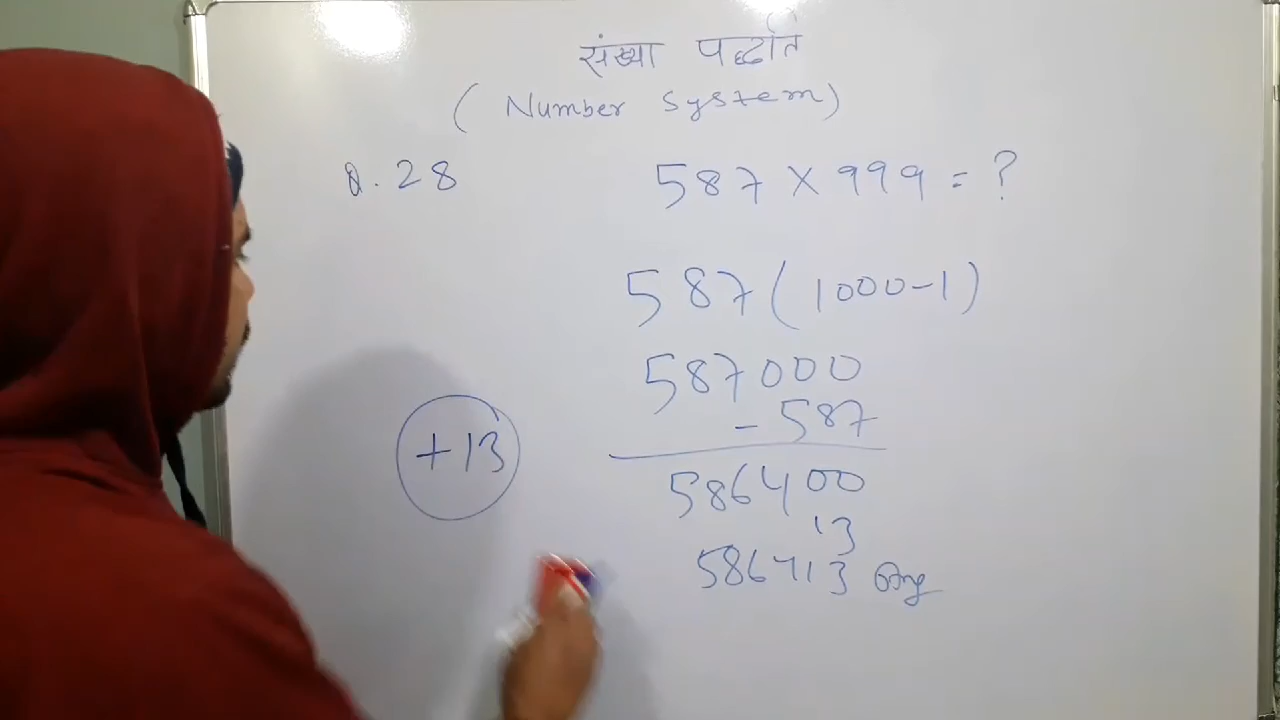 संख्या पद्धति
( Number System )
Q. 28 587 × 999 = ?
587 ( 1000 - 1 )
587000
- 587
+ 13
586400
13
586413 Ans